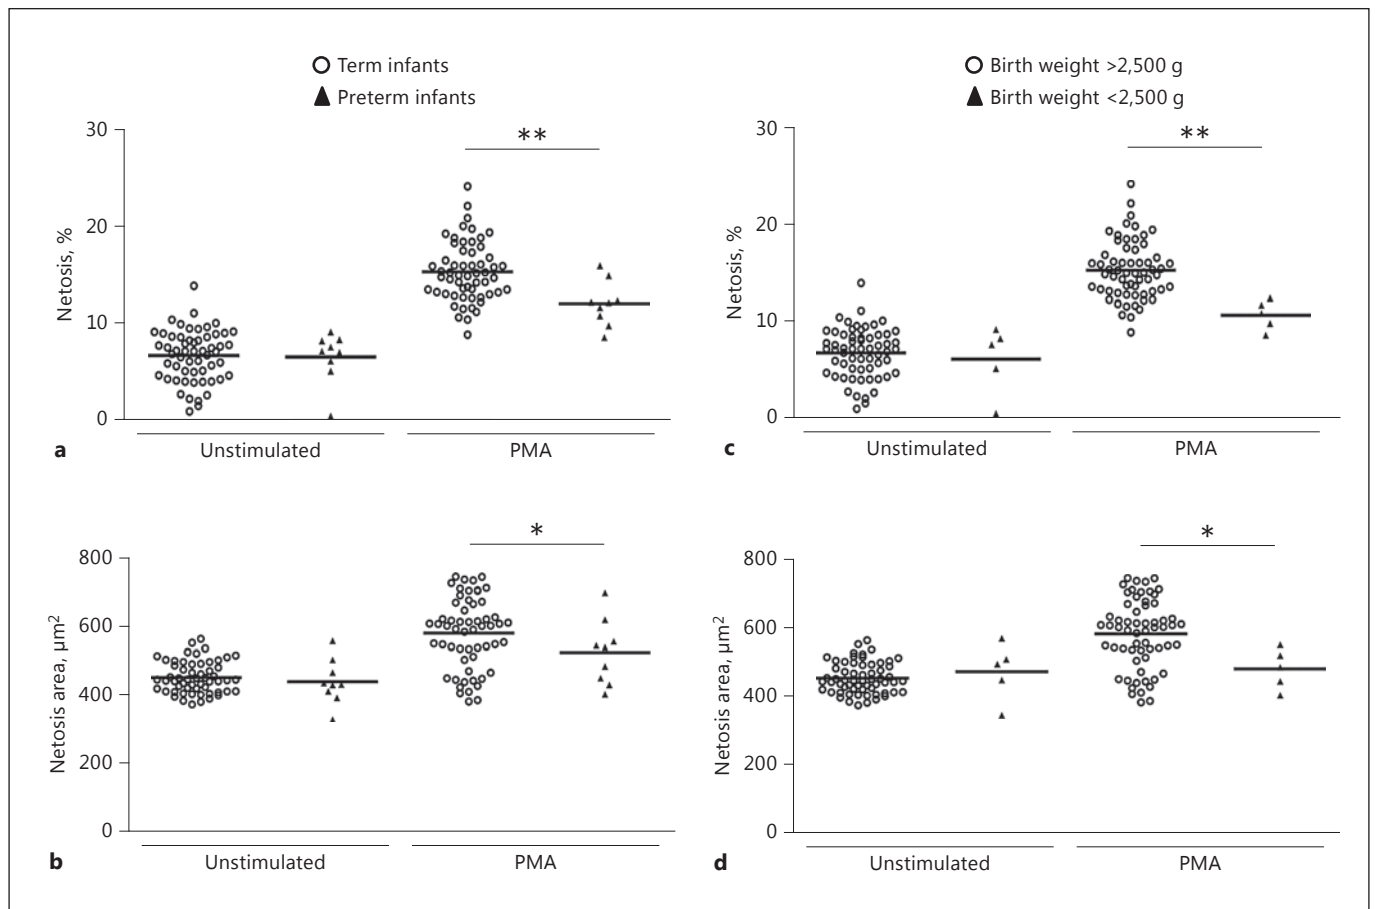 Term infants
Preterm infants
30
20
10
0
Netosis, %
**
Unstimulated
PMA
a
Birth weight >2,500 g
Birth weight <2,500 g
30
20
10
0
Netosis, %
**
Unstimulated
PMA
c
800
600
400
200
0
Netosis area, μm²
*
Unstimulated
PMA
b
800
600
400
200
0
Netosis area, μm²
*
Unstimulated
PMA
d